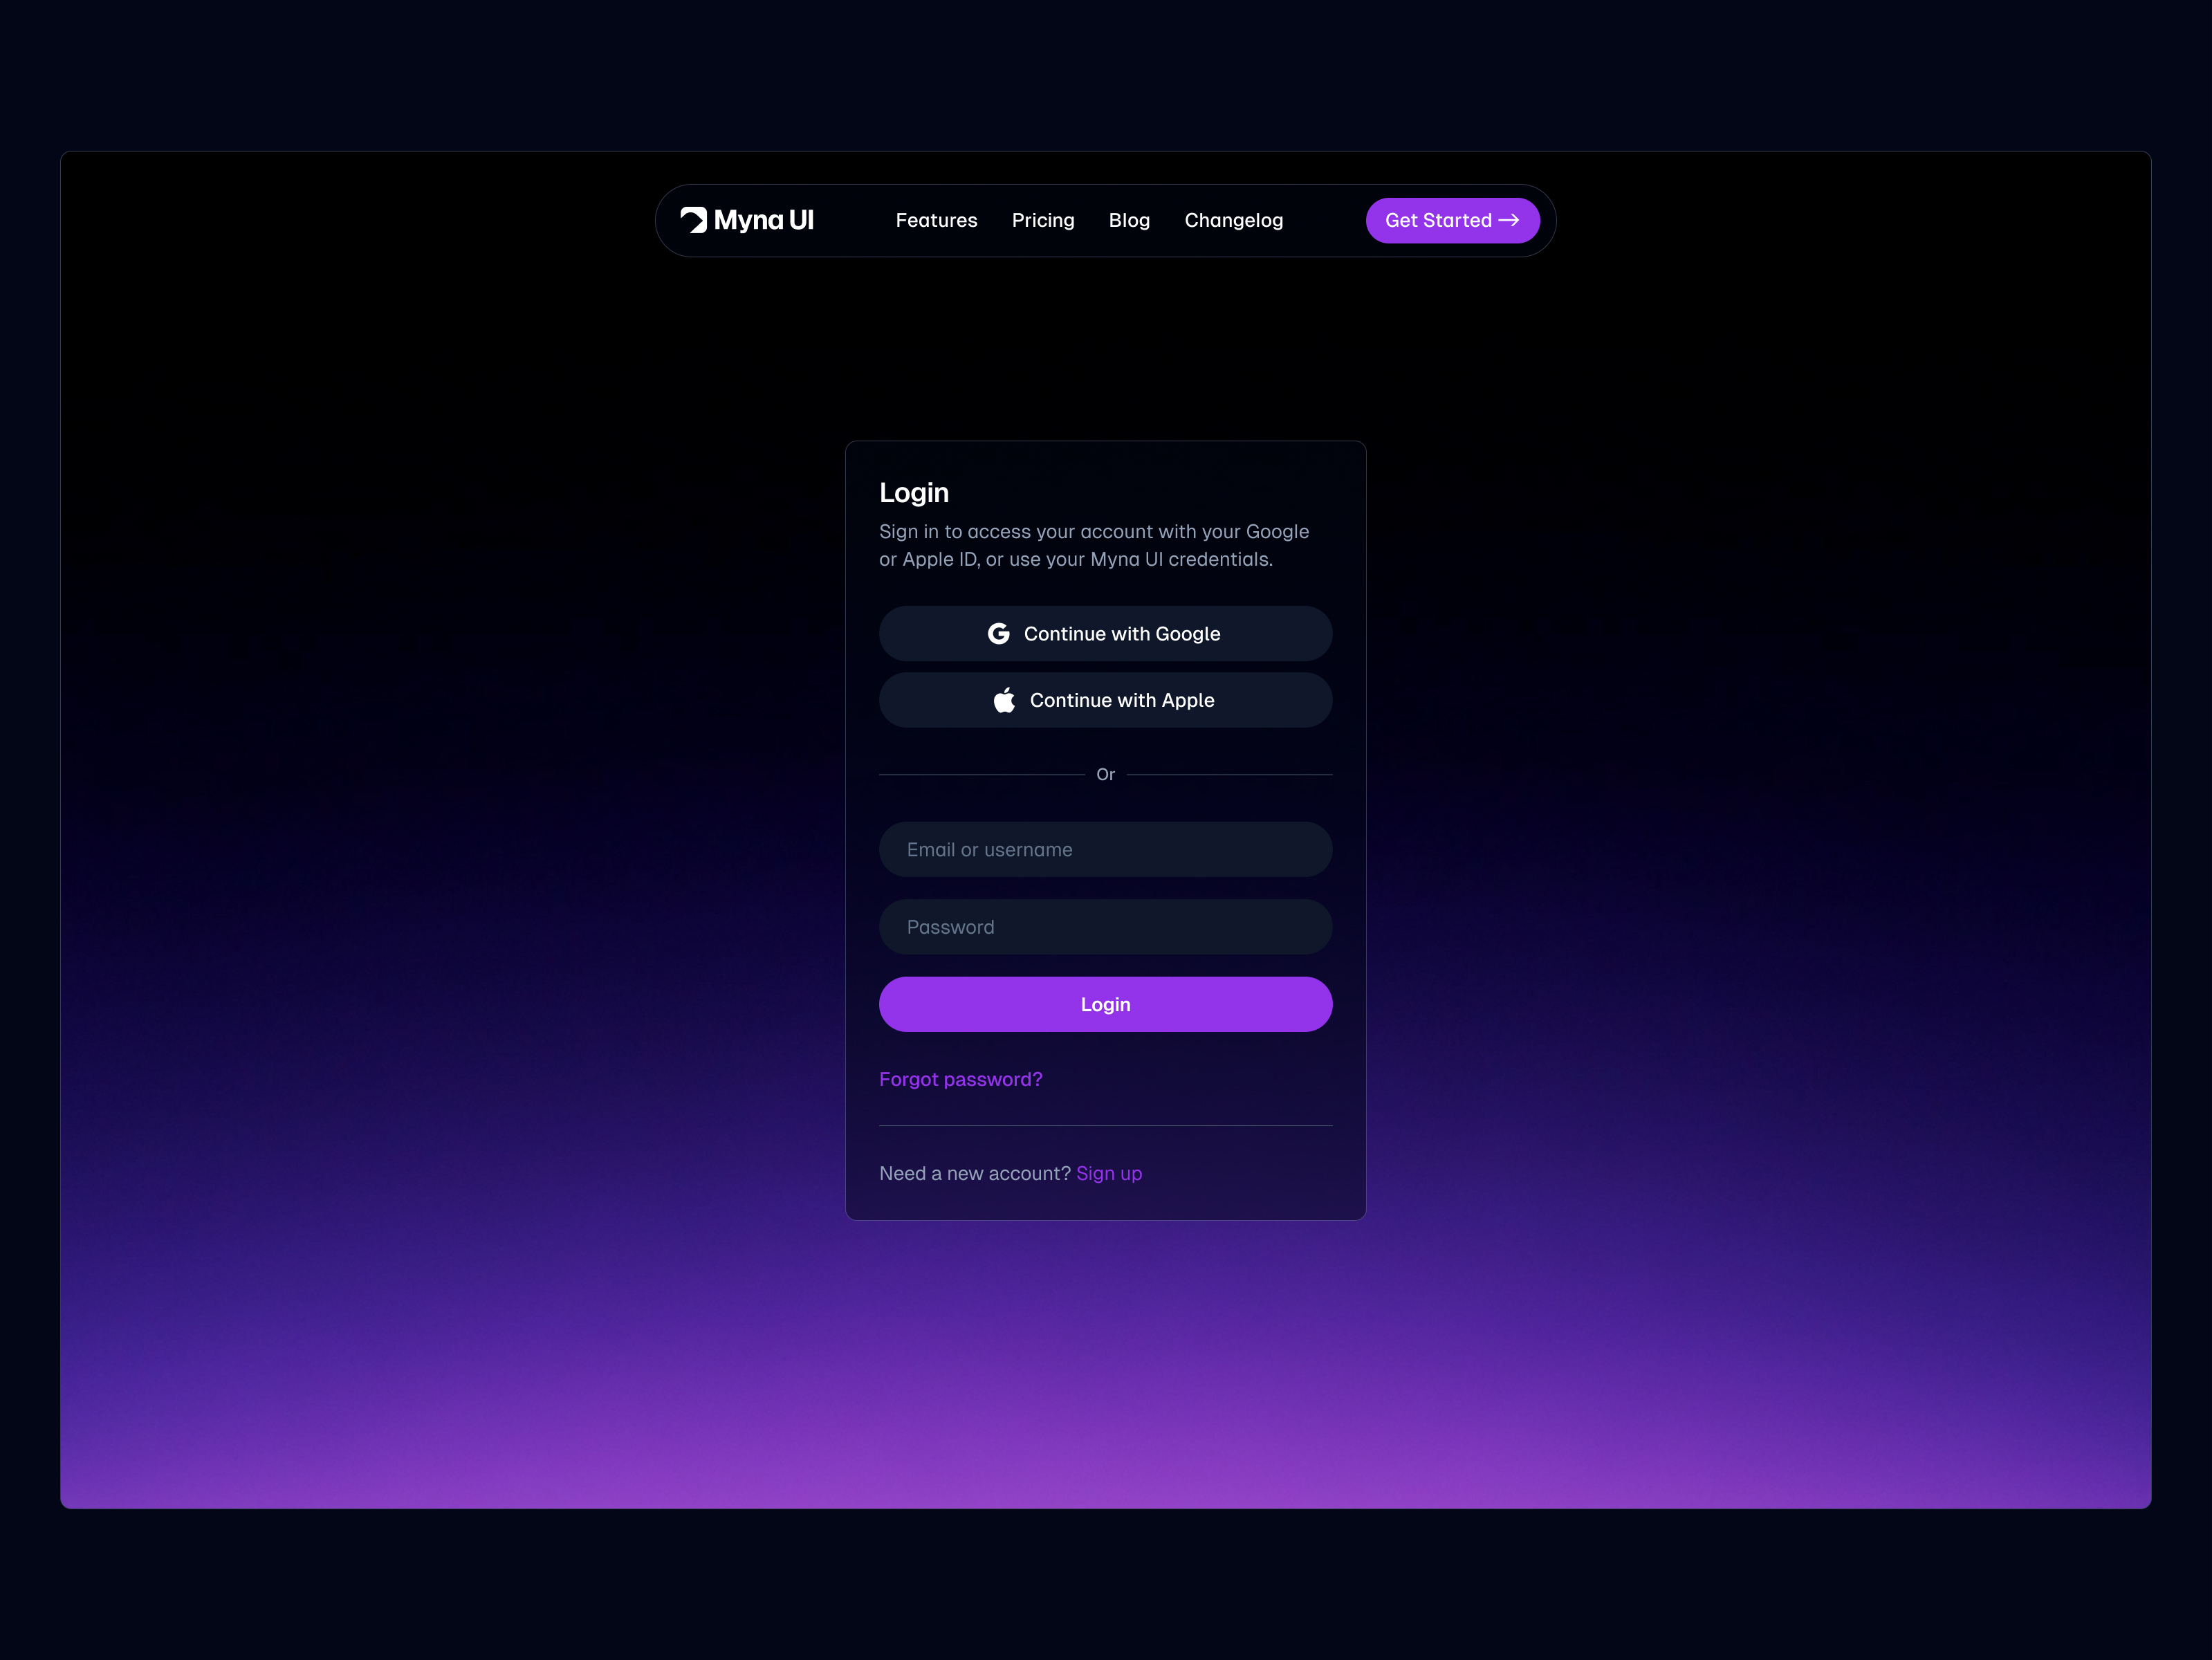 Myna UI
Features
Pricing
Blog
Changelog
Get Started →
Login
Sign in to access your account with your Google
or Apple ID, or use your Myna UI credentials.
Continue with Google
Continue with Apple
Or
Email or username
Password
Login
Forgot password?
Need a new account? Sign up